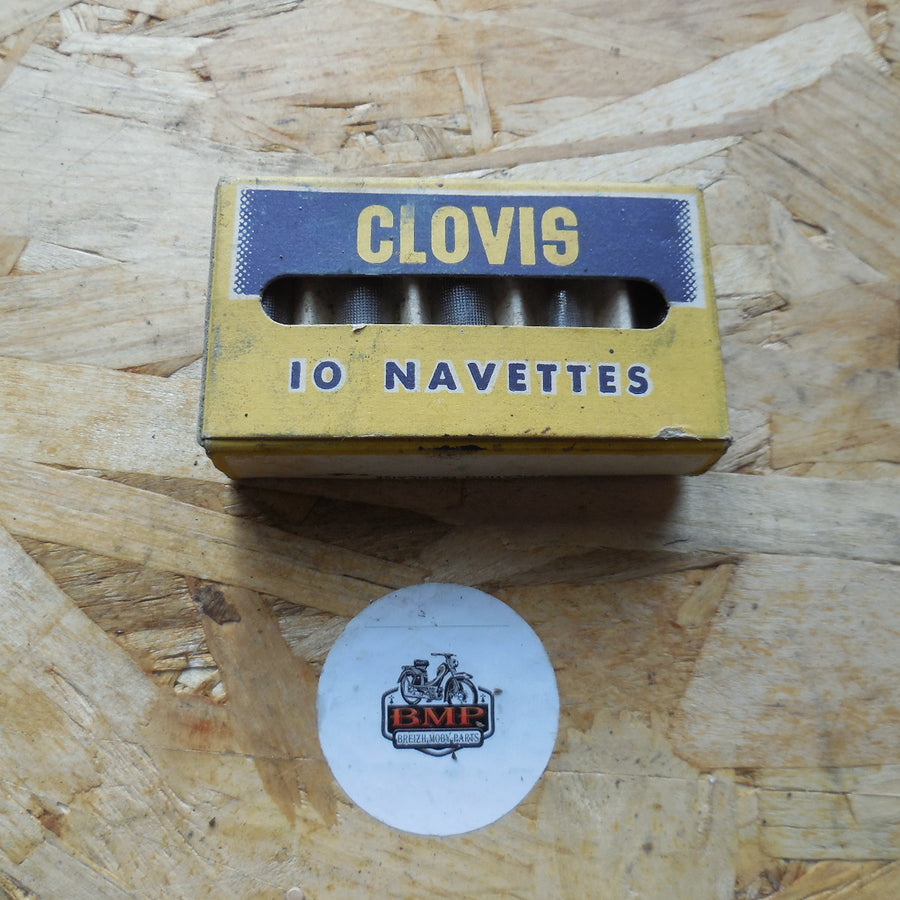 CLOVIS
10 NAVETTES
BMP
BREIZH MOBY PARTS